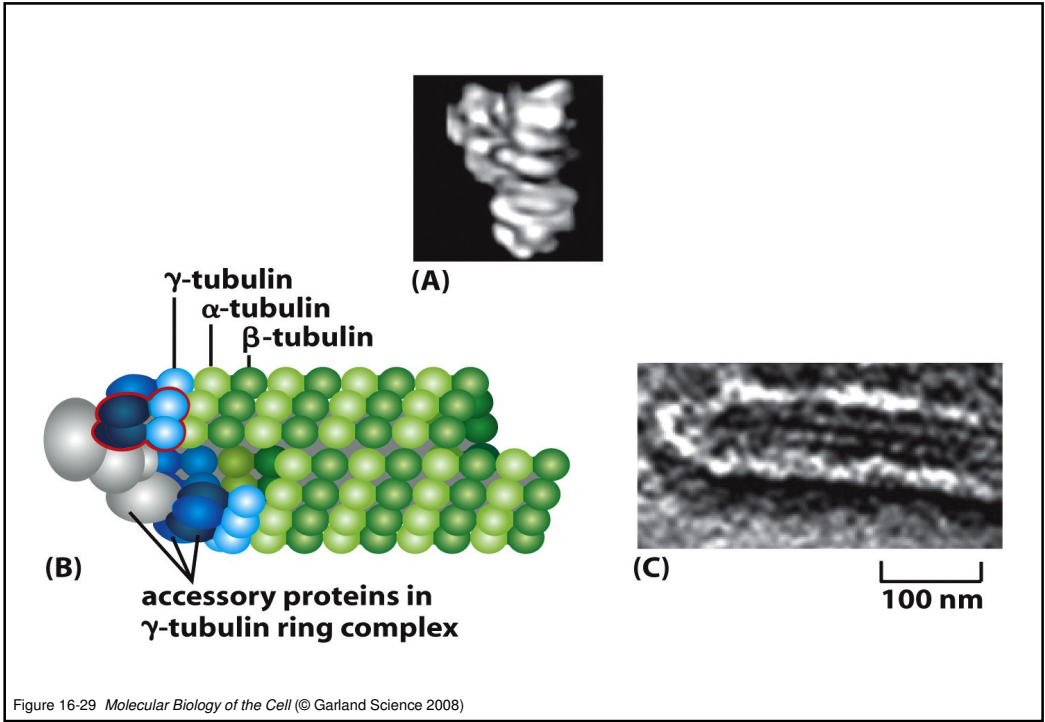 (A)
γ-tubulin
α-tubulin
β-tubulin
(B)
(C)
100 nm
accessory proteins in
γ-tubulin ring complex
Figure 16-29 Molecular Biology of the Cell (© Garland Science 2008)